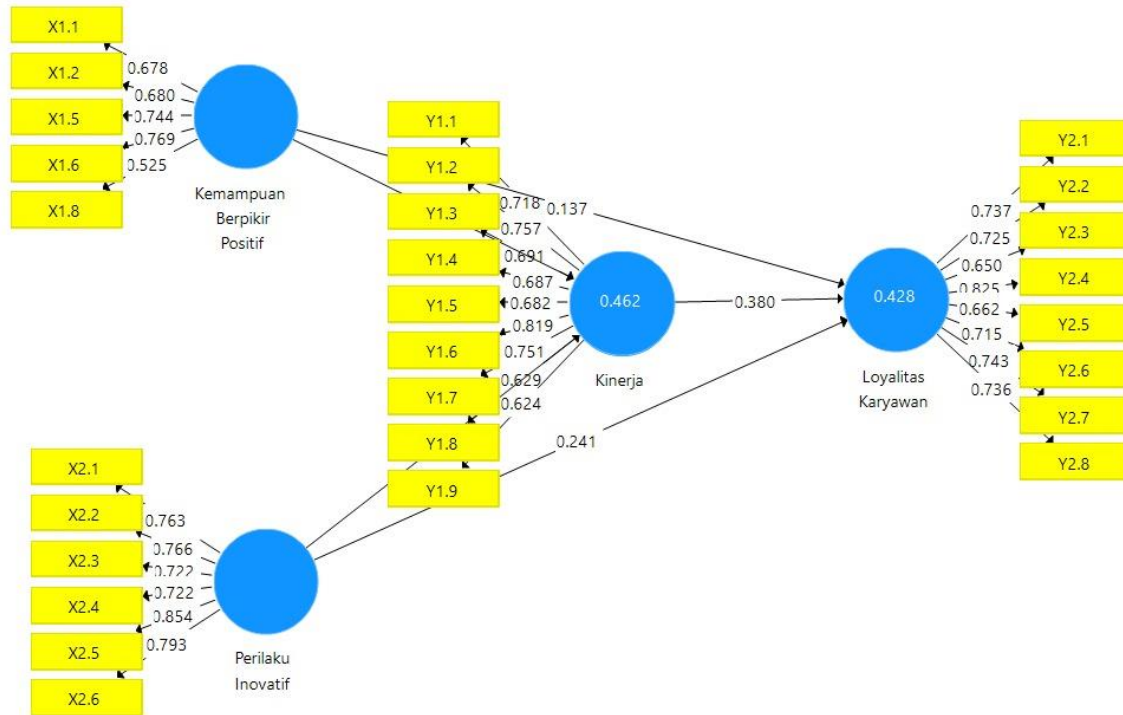 X1.1
X1.2
X1.5
X1.6
X1.8
0.678
0.680
0.744
0.769
0.525
Kemampuan
Berpikir
Positif
Y1.1
Y1.2
Y1.3
Y1.4
Y1.5
Y1.6
Y1.7
Y1.8
Y1.9
0.718
0.757
0.691
0.687
0.682
0.819
0.751
0.629
0.624
0.137
0.462
Kinerja
0.380
0.241
0.428
Loyalitas
Karyawan
0.737
0.725
0.650
0.825
0.662
0.715
0.743
0.736
Y2.1
Y2.2
Y2.3
Y2.4
Y2.5
Y2.6
Y2.7
Y2.8
X2.1
X2.2
X2.3
X2.4
X2.5
X2.6
0.763
0.766
0.722
0.722
0.854
0.793
Perilaku
Inovatif